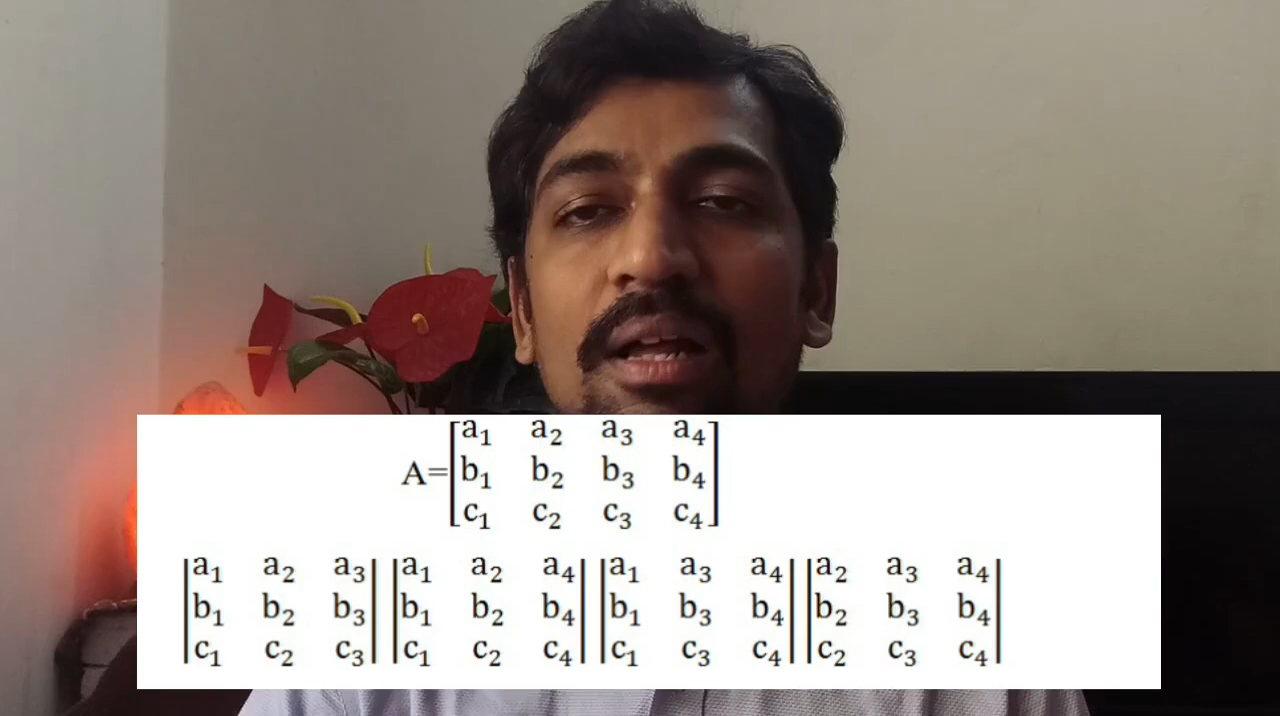 a₁ a₂ a₃ a₄
A= b₁ b₂ b₃ b₄
c₁ c₂ c₃ c₄
a₁ a₂ a₃ a₁ a₂ a₄ a₁ a₃ a₄ a₂ a₃ a₄
b₁ b₂ b₃ b₁ b₂ b₄ b₁ b₃ b₄ b₂ b₃ b₄
c₁ c₂ c₃ c₁ c₂ c₄ c₁ c₃ c₄ c₂ c₃ c₄